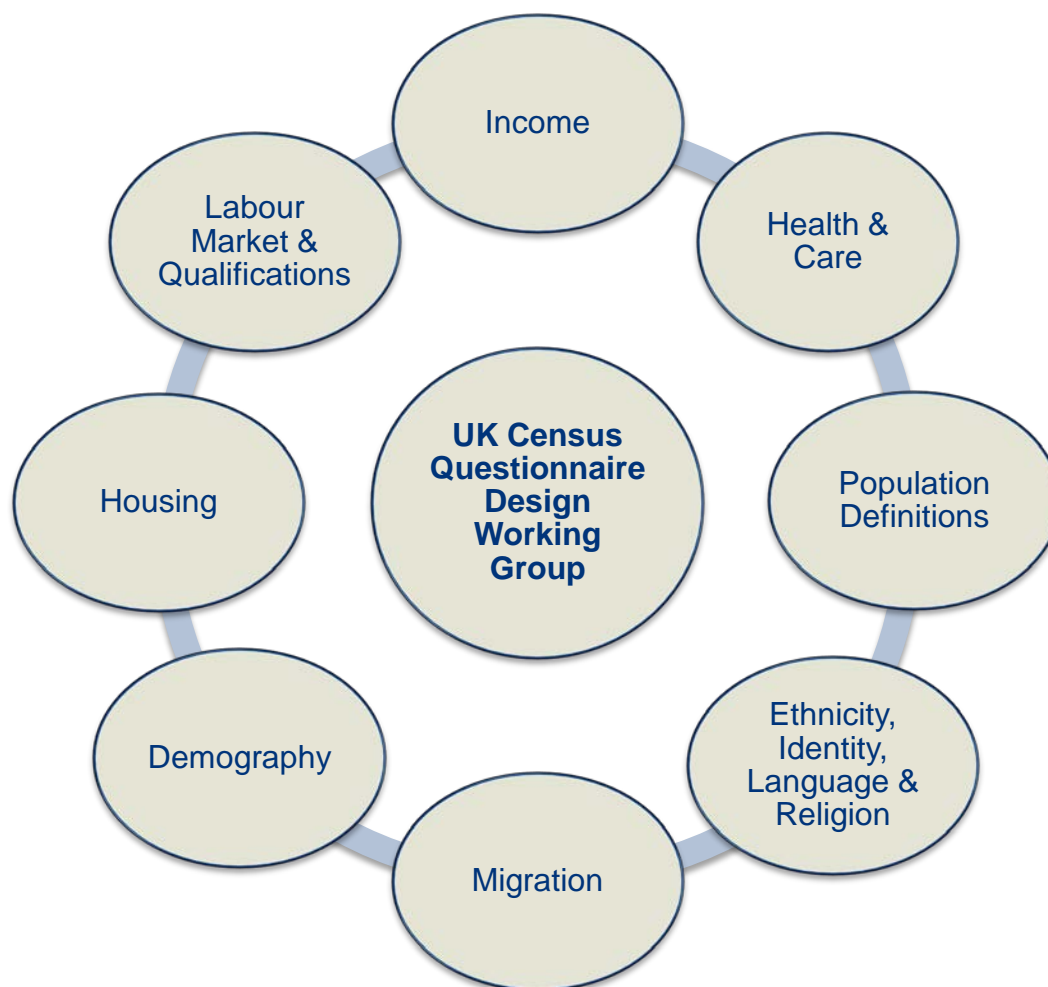 Income
Health &
Care
Population
Definitions
Ethnicity,
Identity,
Language &
Religion
Migration
Demography
Housing
Labour
Market &
Qualifications
UK Census
Questionnaire
Design
Working
Group